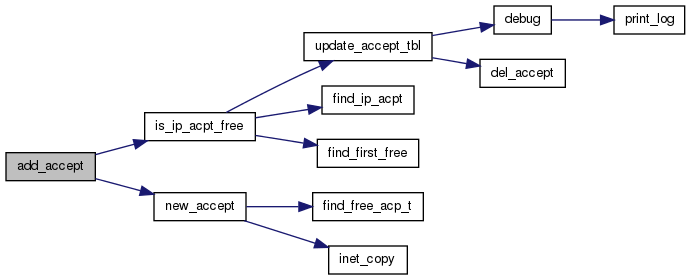 debug
print_log
update_accept_tbl
del_accept
find_ip_acpt
is_ip_acpt_free
find_first_free
add_accept
new_accept
find_free_acp_t
inet_copy